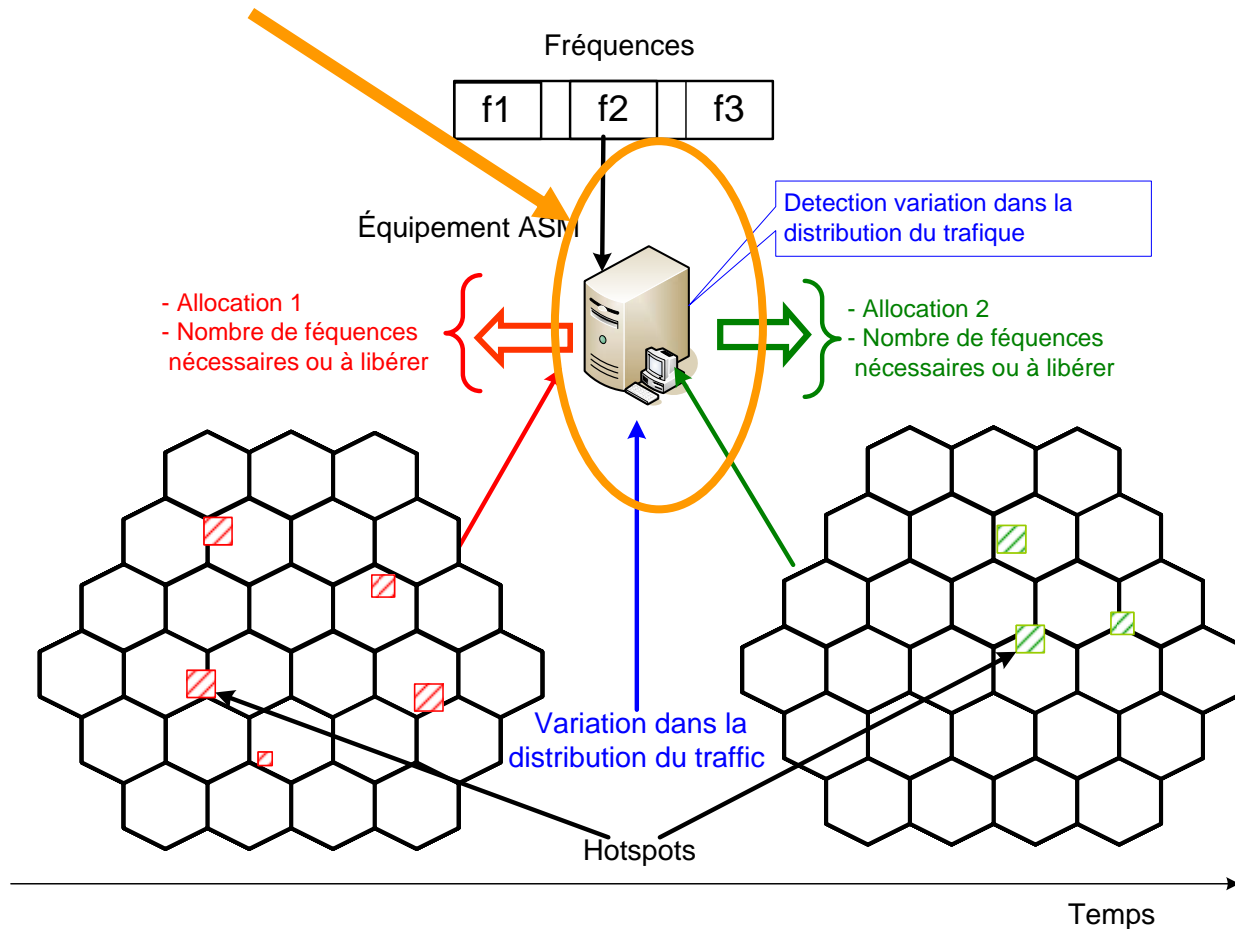 Fréquences
f1
f2
f3
Équipement ASM
Detection variation dans la
distribution du trafique
- Allocation 1
- Nombre de féquences
nécessaires ou à libérer
- Allocation 2
- Nombre de féquences
nécessaires ou à libérer
Variation dans la
distribution du traffic
Hotspots
Temps